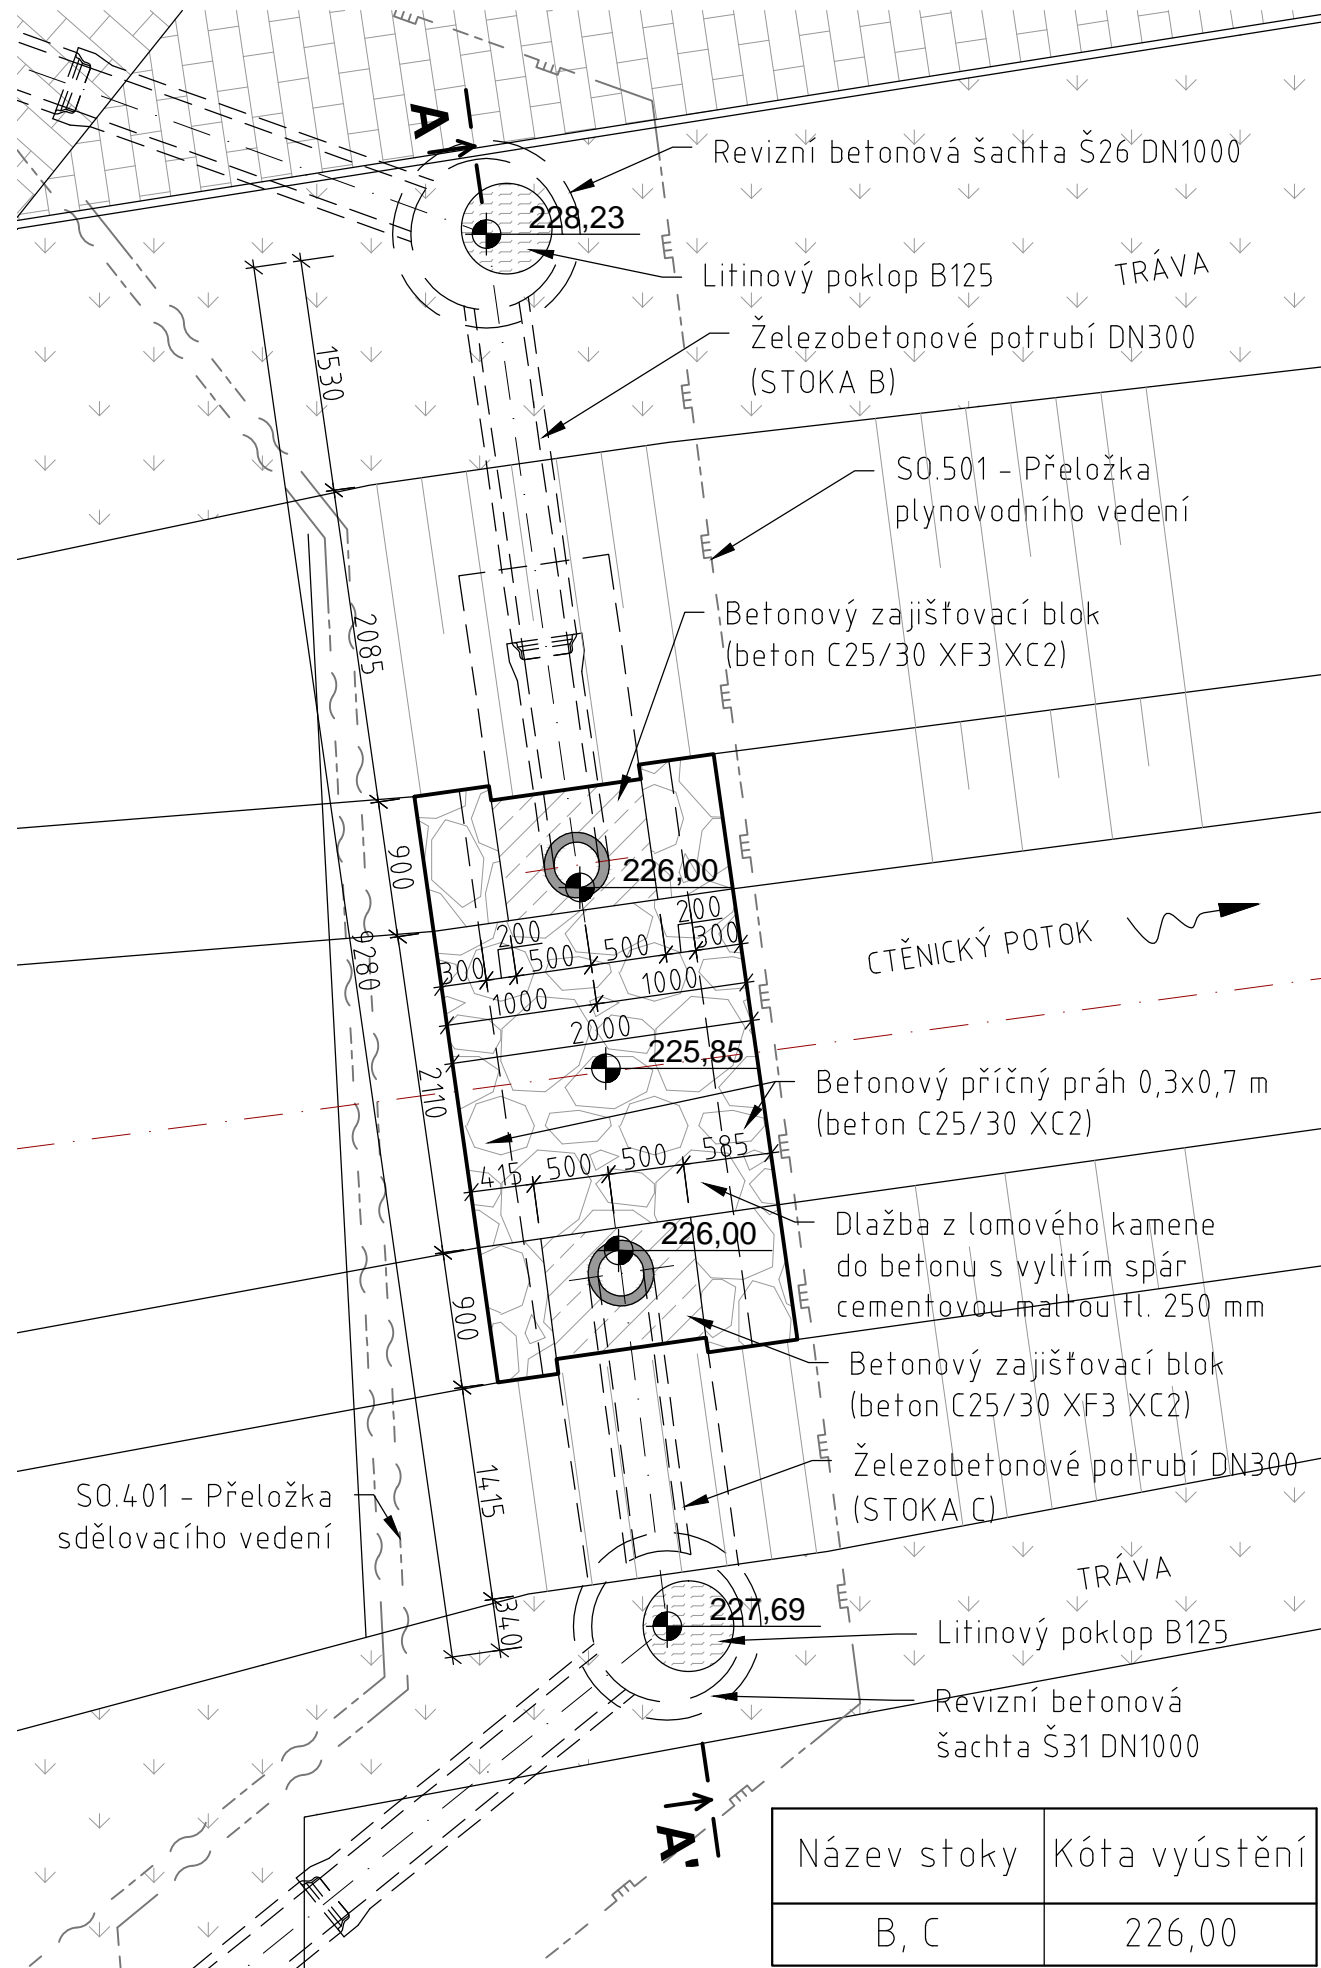 A
Revizní betonová šachta Š26 DN1000
228,23
Litinový poklop B125
TRÁVA
Železobetonové potrubí DN300
(STOKA B)
1530
SO.501 - Přeložka
plynovodního vedení
2085
Betonový zajišťovací blok
(beton C25/30 XF3 XC2)
900
226,00
200
200
300
500
500
300
9280
CTĚNICKÝ POTOK
1000
1000
2000
225,85
2110
Betonový příčný práh 0,3x0,7 m
(beton C25/30 XC2)
415
500
500
585
Dlažba z lomového kamene
do betonu s vylitím spár
cementovou maltou tl. 250 mm
226,00
900
Betonový zajišťovací blok
(beton C25/30 XF3 XC2)
1415
Železobetonové potrubí DN300
(STOKA C)
SO.401 - Přeložka
sdělovacího vedení
TRÁVA
340
227,69
Litinový poklop B125
Revizní betonová
šachta Š31 DN1000
A'
Název stoky
Kóta vyústění
B, C
226,00